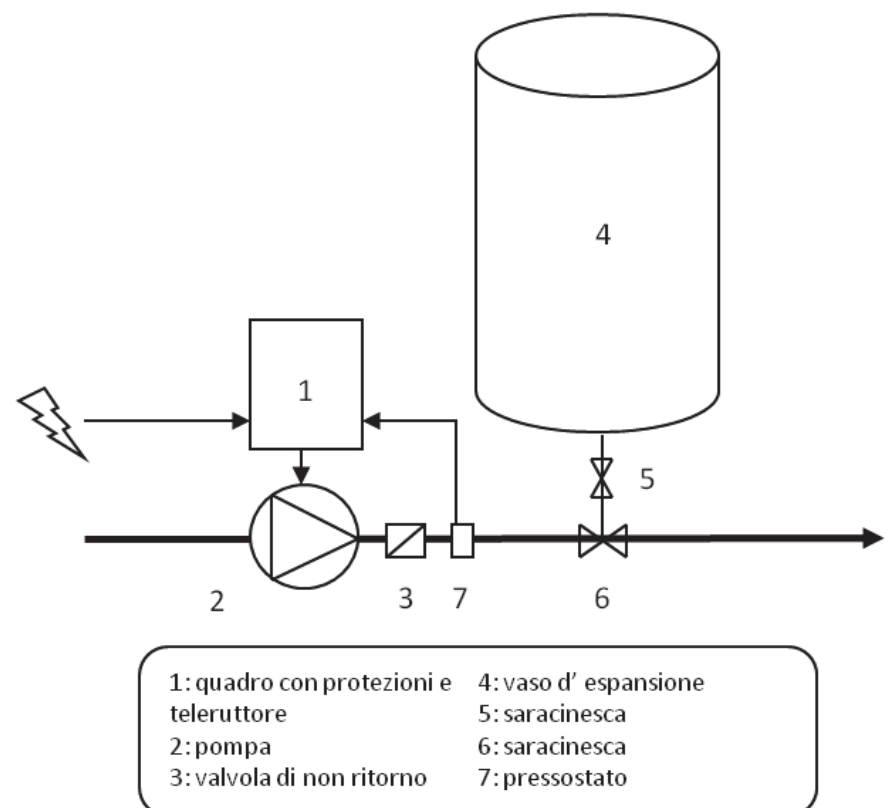 4
1
5
2
3
7
6
1: quadro con protezioni e
teleruttore
2: pompa
3: valvola di non ritorno
4: vaso d' espansione
5: saracinesca
6: saracinesca
7: pressostato